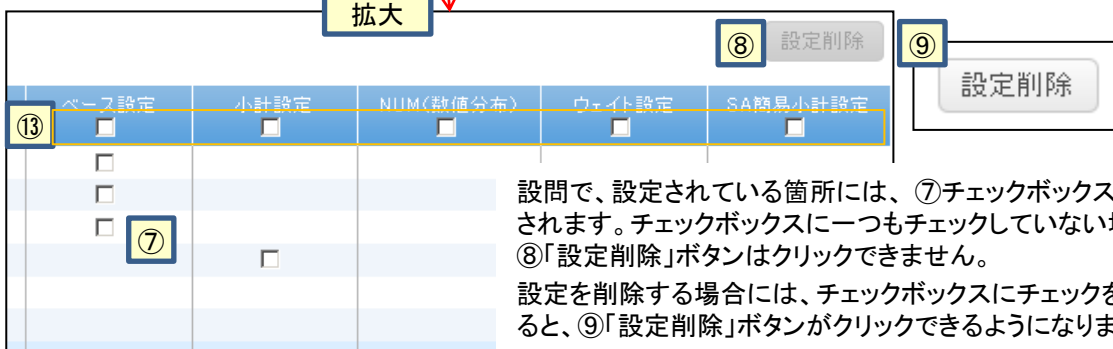 拡大
⑧ 設定削除 ⑨
設定削除
ベース設定 小計設定 NUM(数値分布) ウェイト設定 SA簡易小計設定
⑬
⑦
設問で、設定されている箇所には、 ⑦チェックボックス
されます。チェックボックスに一つもチェックしていない
⑧「設定削除」ボタンはクリックできません。
設定を削除する場合には、チェックボックスにチェックを
ると、⑨「設定削除」ボタンがクリックできるようになりま